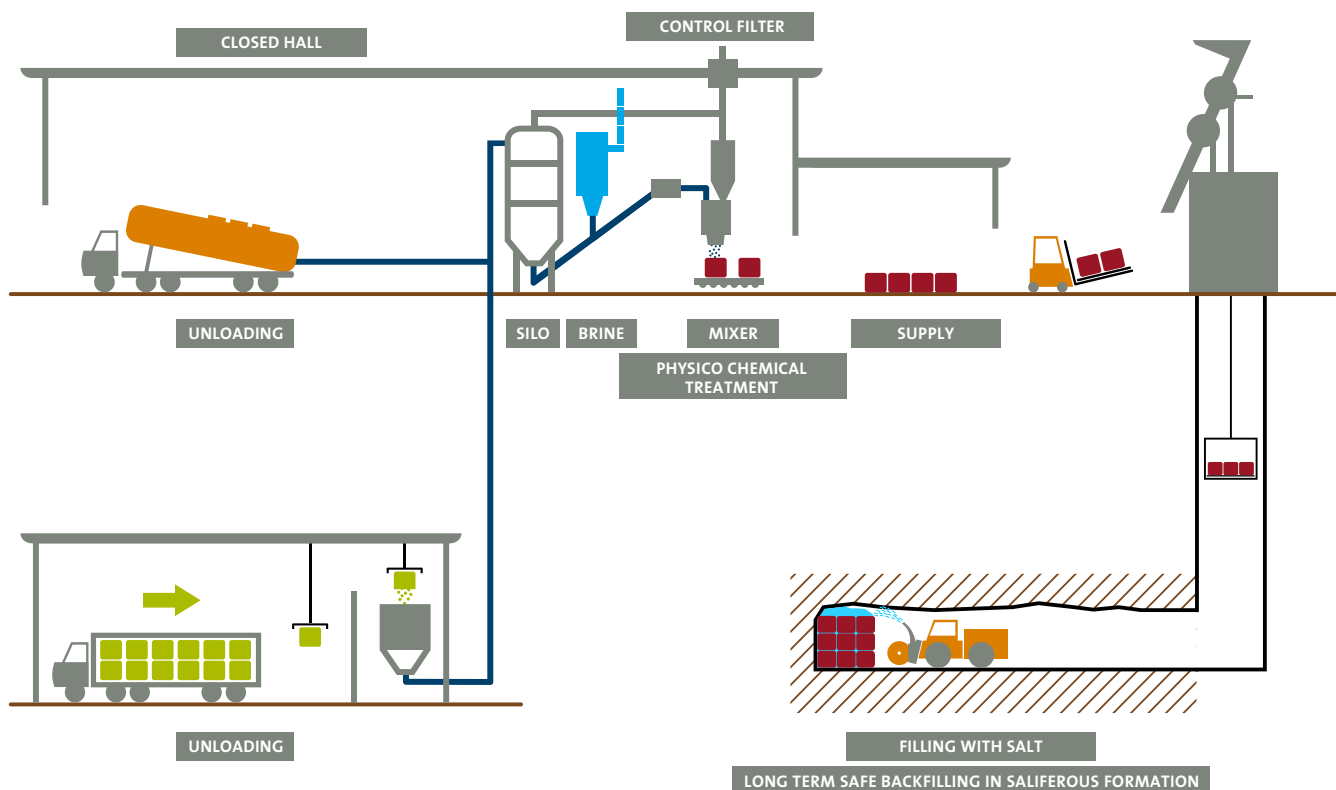 CONTROL FILTER
CLOSED HALL
UNLOADING
SILO
BRINE
MIXER
SUPPLY
PHYSICO CHEMICAL
TREATMENT
UNLOADING
FILLING WITH SALT
LONG TERM SAFE BACKFILLING IN SALIFEROUS FORMATION